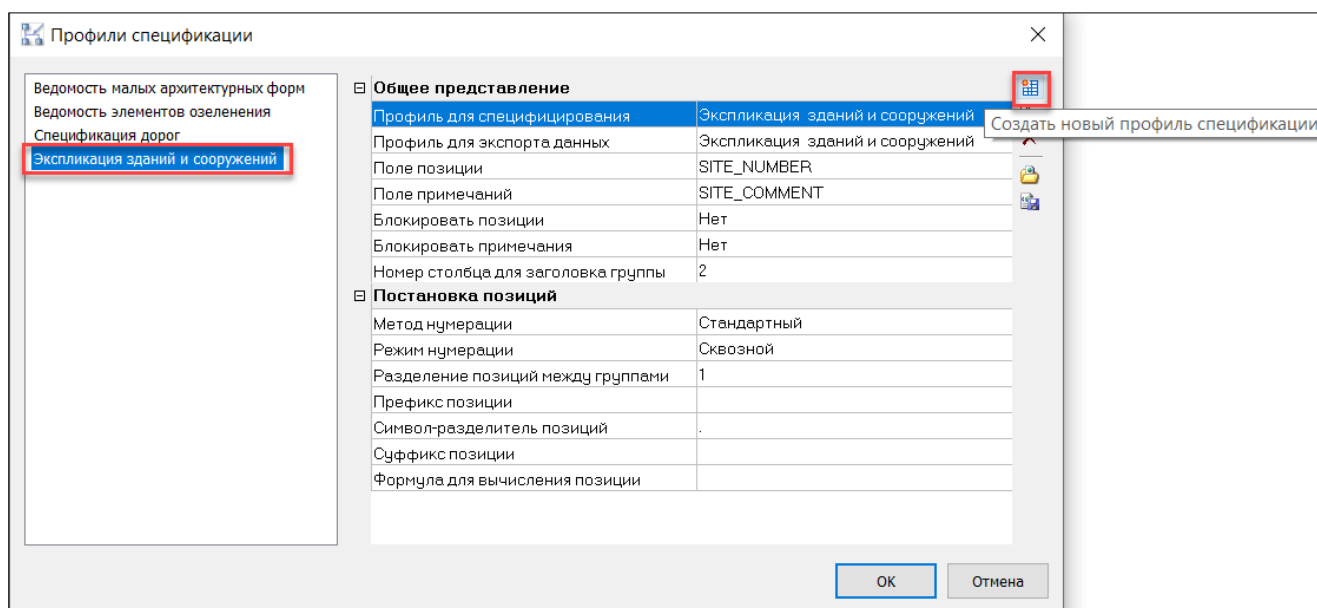 Профили спецификации
Ведомость малых архитектурных форм
Ведомость элементов озеленения
Спецификация дорог
Экспликация зданий и сооружений
Общее представление
Профиль для специфицирования Экспликация зданий и сооружений
Создать новый профиль спецификации
Профиль для экспорта данных Экспликация зданий и сооружений
Поле позиции SITE_NUMBER
Поле примечаний SITE_COMMENT
Блокировать позиции Нет
Блокировать примечания Нет
Номер столбца для заголовка группы 2
Постановка позиций
Метод нумерации Стандартный
Режим нумерации Сквозной
Разделение позиций между группами 1
Префикс позиции
Символ-разделитель позиций .
Суффикс позиции
Формула для вычисления позиции
ОК Отмена